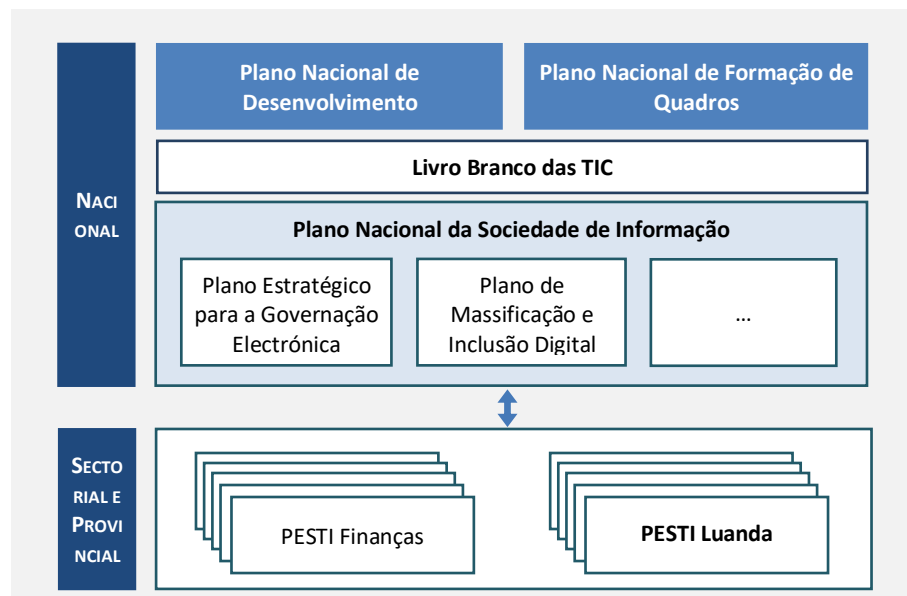 Plano Nacional de
Desenvolvimento
Plano Nacional de Formação de
Quadros
Livro Branco das TIC
NACI
ONAL
Plano Nacional da Sociedade de Informação
Plano Estratégico
para a Governação
Electrónica
Plano de
Massificação e
Inclusão Digital
...
SECTO
RIAL E
PROVI
NCIAL
PESTI Finanças
PESTI Luanda